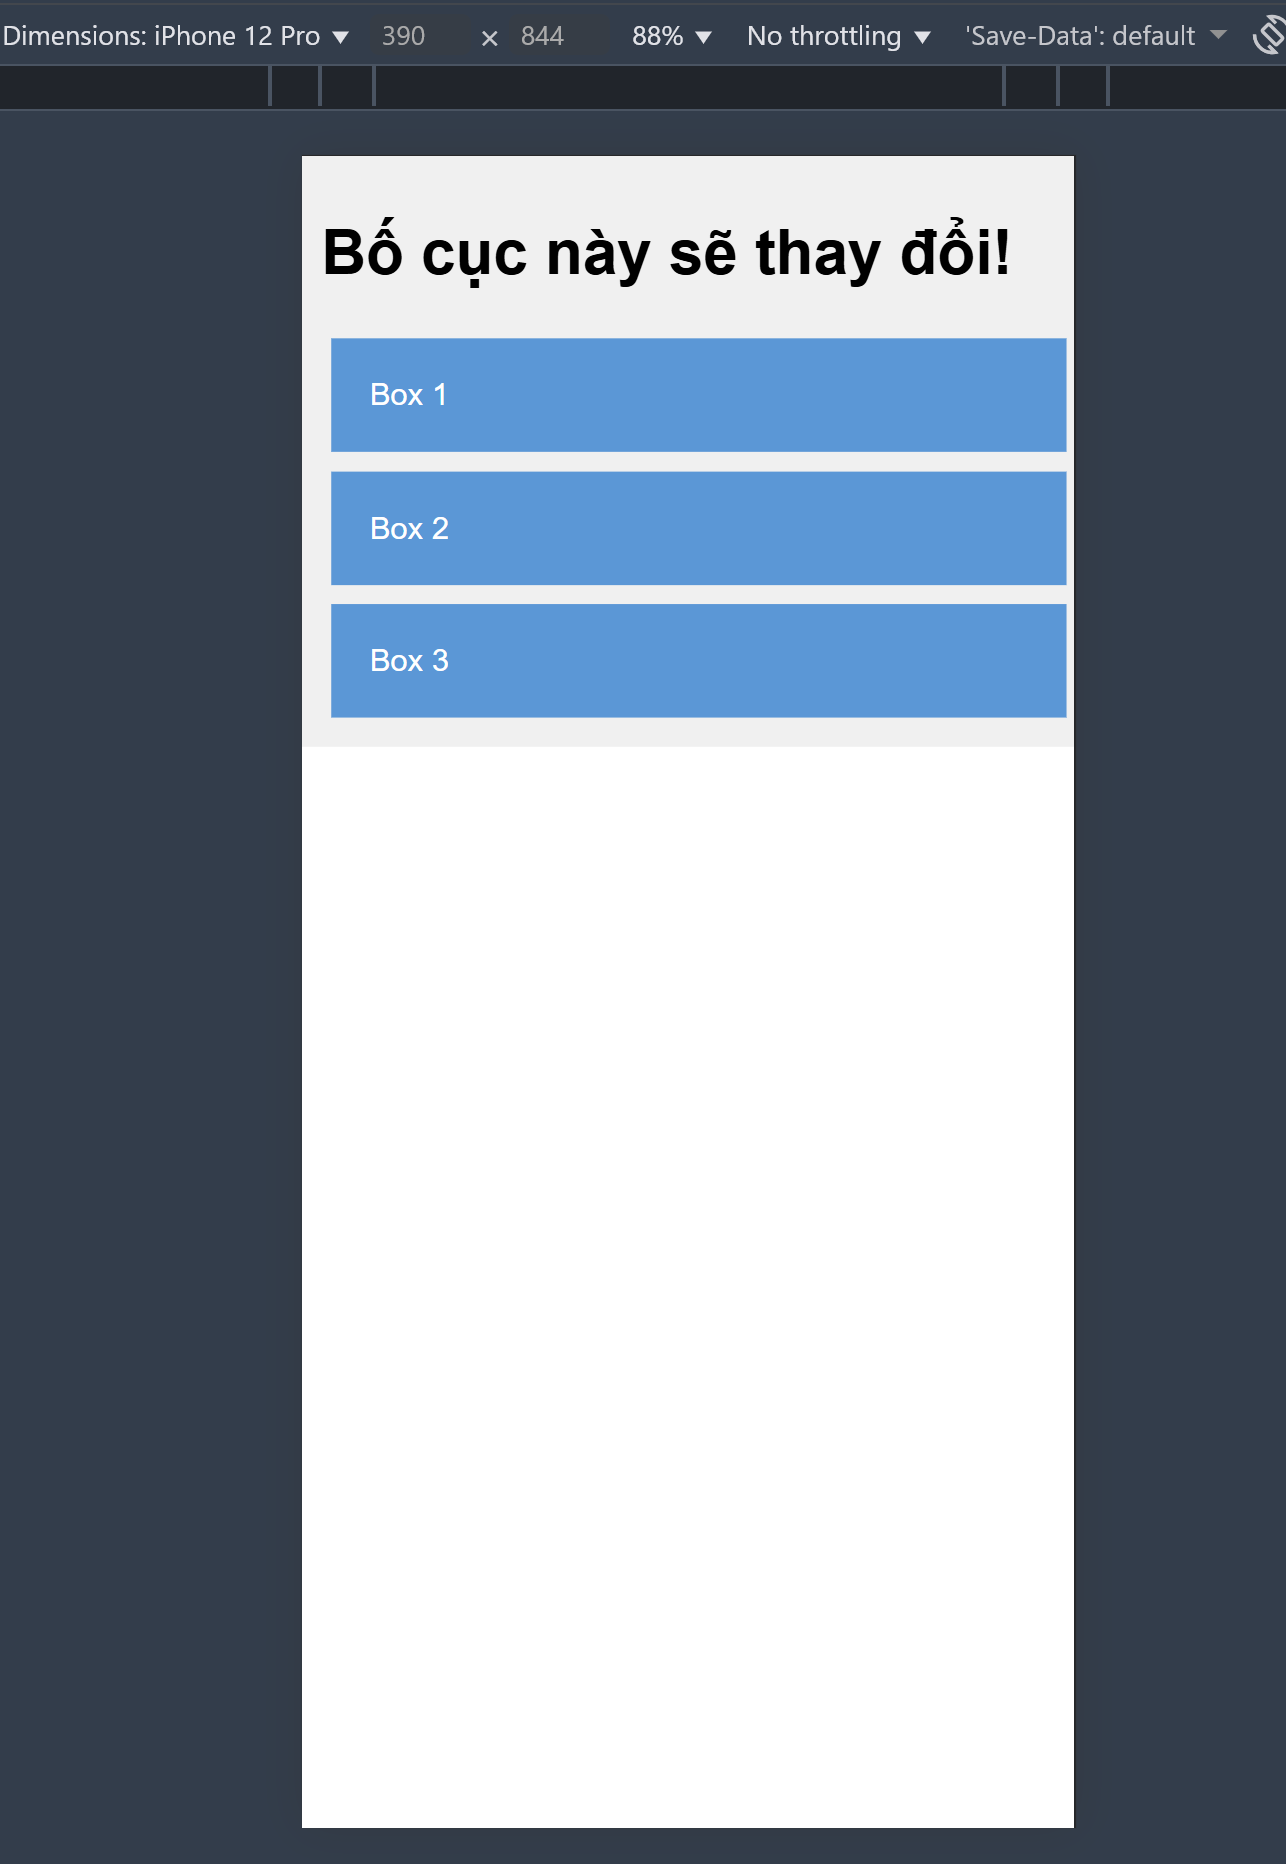 Dimensions: iPhone 12 Pro ▼ 390 × 844 88% ▼ No throttling ▼ 'Save-Data': default
Bố cục này sẽ thay đổi!
Box 1
Box 2
Box 3